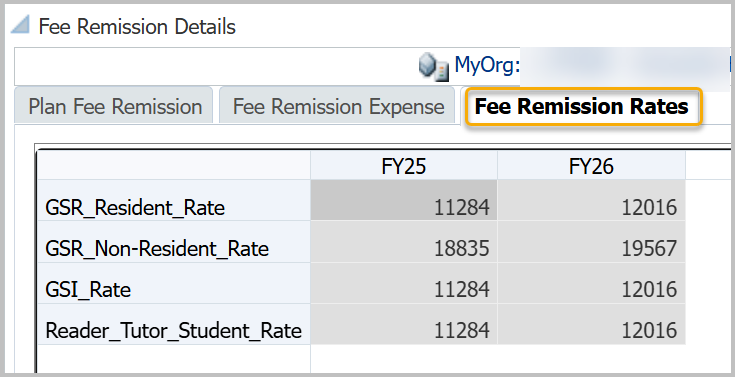 Fee Remission Details
MyOrg:
Plan Fee Remission Fee Remission Expense Fee Remission Rates
FY25 FY26
GSR_Resident_Rate 11284 12016
GSR_Non-Resident_Rate 18835 19567
GSI_Rate 11284 12016
Reader_Tutor_Student_Rate 11284 12016